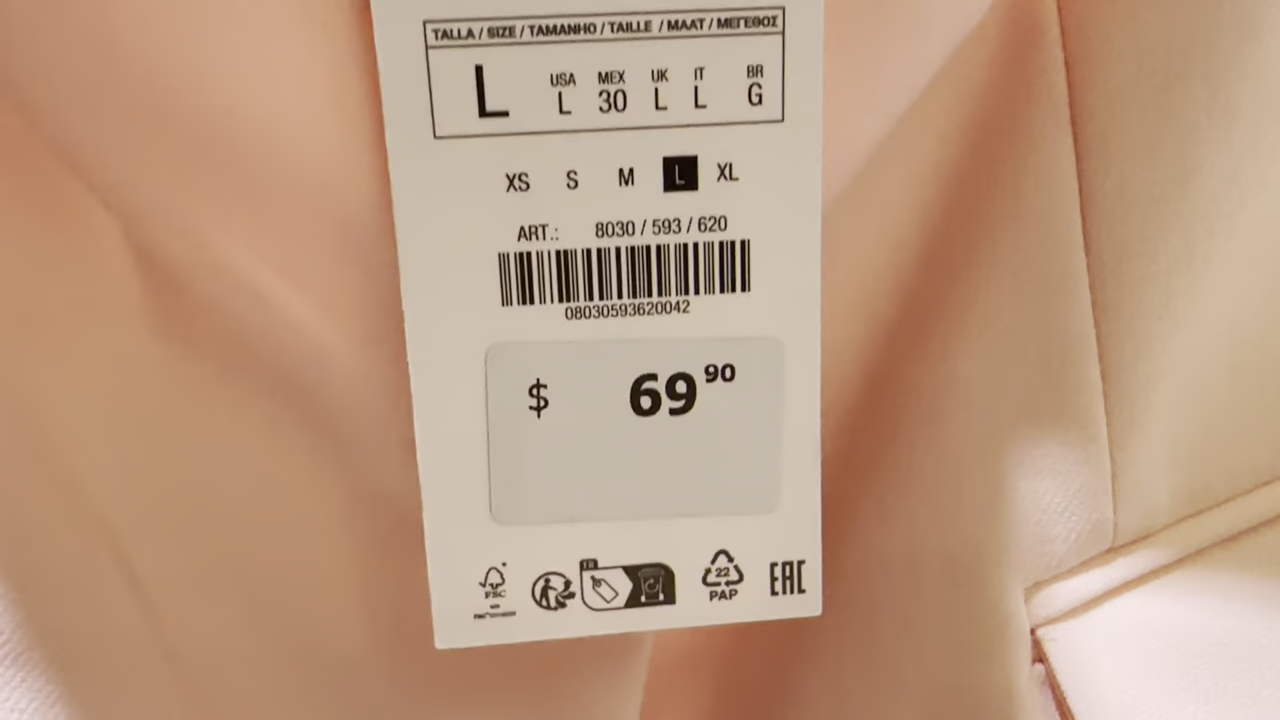 TALLA / SIZE / TAMANHO / TAILLE / MAAT / ΜΕΓΕΘΟΣ
L
USA MEX UK IT BR
L 30 L L G
XS S M L XL
ART.: 8030 / 593 / 620
08030593620042
$ 69 90
FSC
FR
22
PAP
EAC